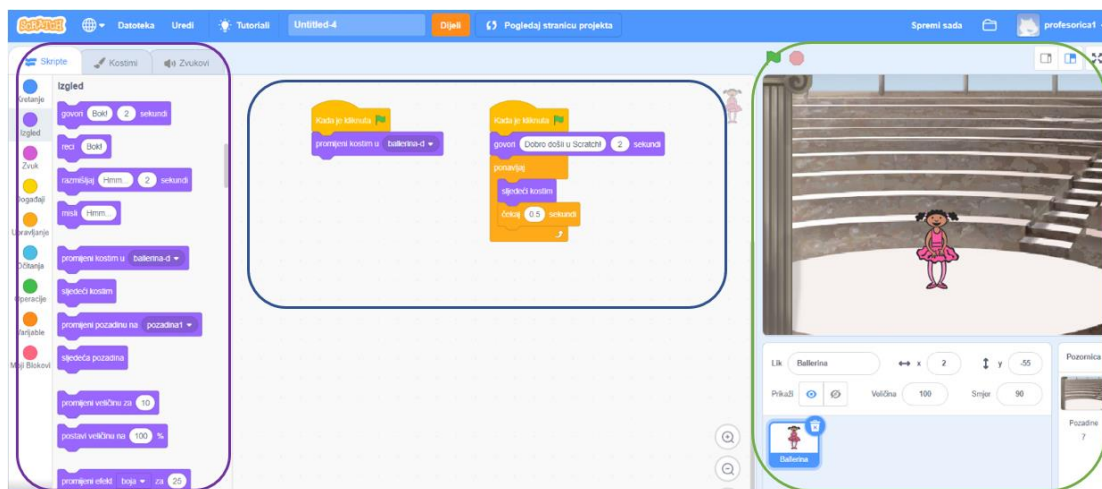 SCRATCH Datoteka Uredi Tutoriali Untitled-4 Dijeli Pogledaj stranicu projekta Spremi sada profesorica1
Skripte Kostimi Zvukovi
Kretanje
Izgled
Zvuk
Događaji
Upravljanje
Očitanja
Operacije
Varijable
Moji Blokovi
Izgled
govori Bok! 2 sekundi
reci Bok!
razmišljaj Hmm... 2 sekundi
misli Hmm...
promijeni kostim u ballerina-d
sljedeći kostim
promijeni pozadinu na pozadina1
sljedeća pozadina
promijeni veličinu za 10
postavi veličinu na 100 %
promijeni efekt boja za 25
Kada je kliknuta
promijeni kostim u ballerina-d
Kada je kliknuta
govori Dobro došli u Scratch! 2 sekundi
ponavljaj
sljedeći kostim
čekaj 0.5 sekundi
Lik Ballerina x 2 y -55
Prikaži Veličina 100 Smjer 90
Ballerina
Pozornica
Pozadine
7